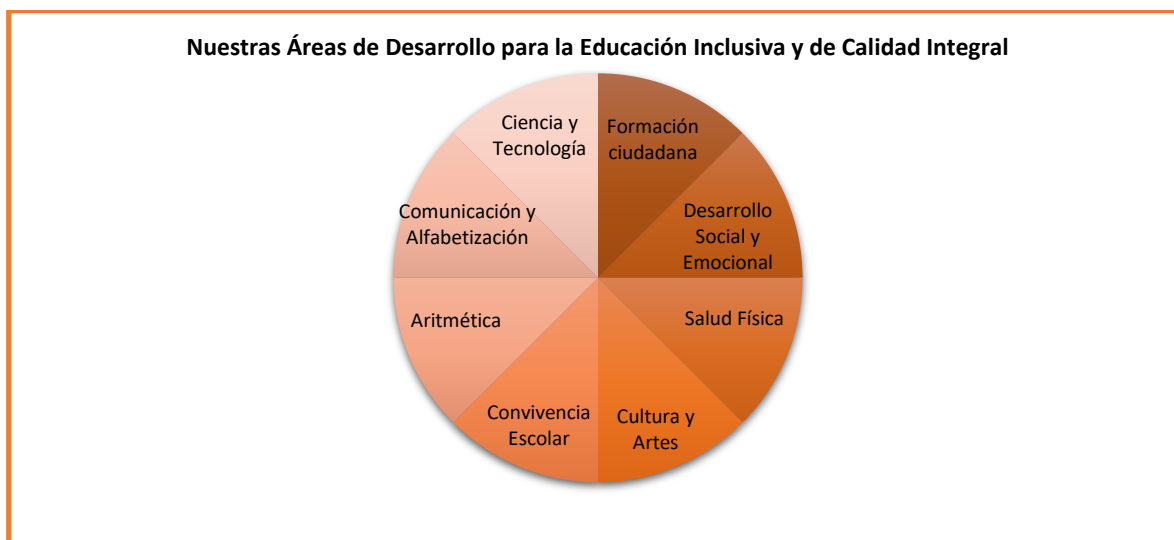 Nuestras Áreas de Desarrollo para la Educación Inclusiva y de Calidad Integral
Formación
ciudadana
Desarrollo
Social y
Emocional
Salud Física
Cultura y
Artes
Convivencia
Escolar
Aritmética
Comunicación y
Alfabetización
Ciencia y
Tecnología